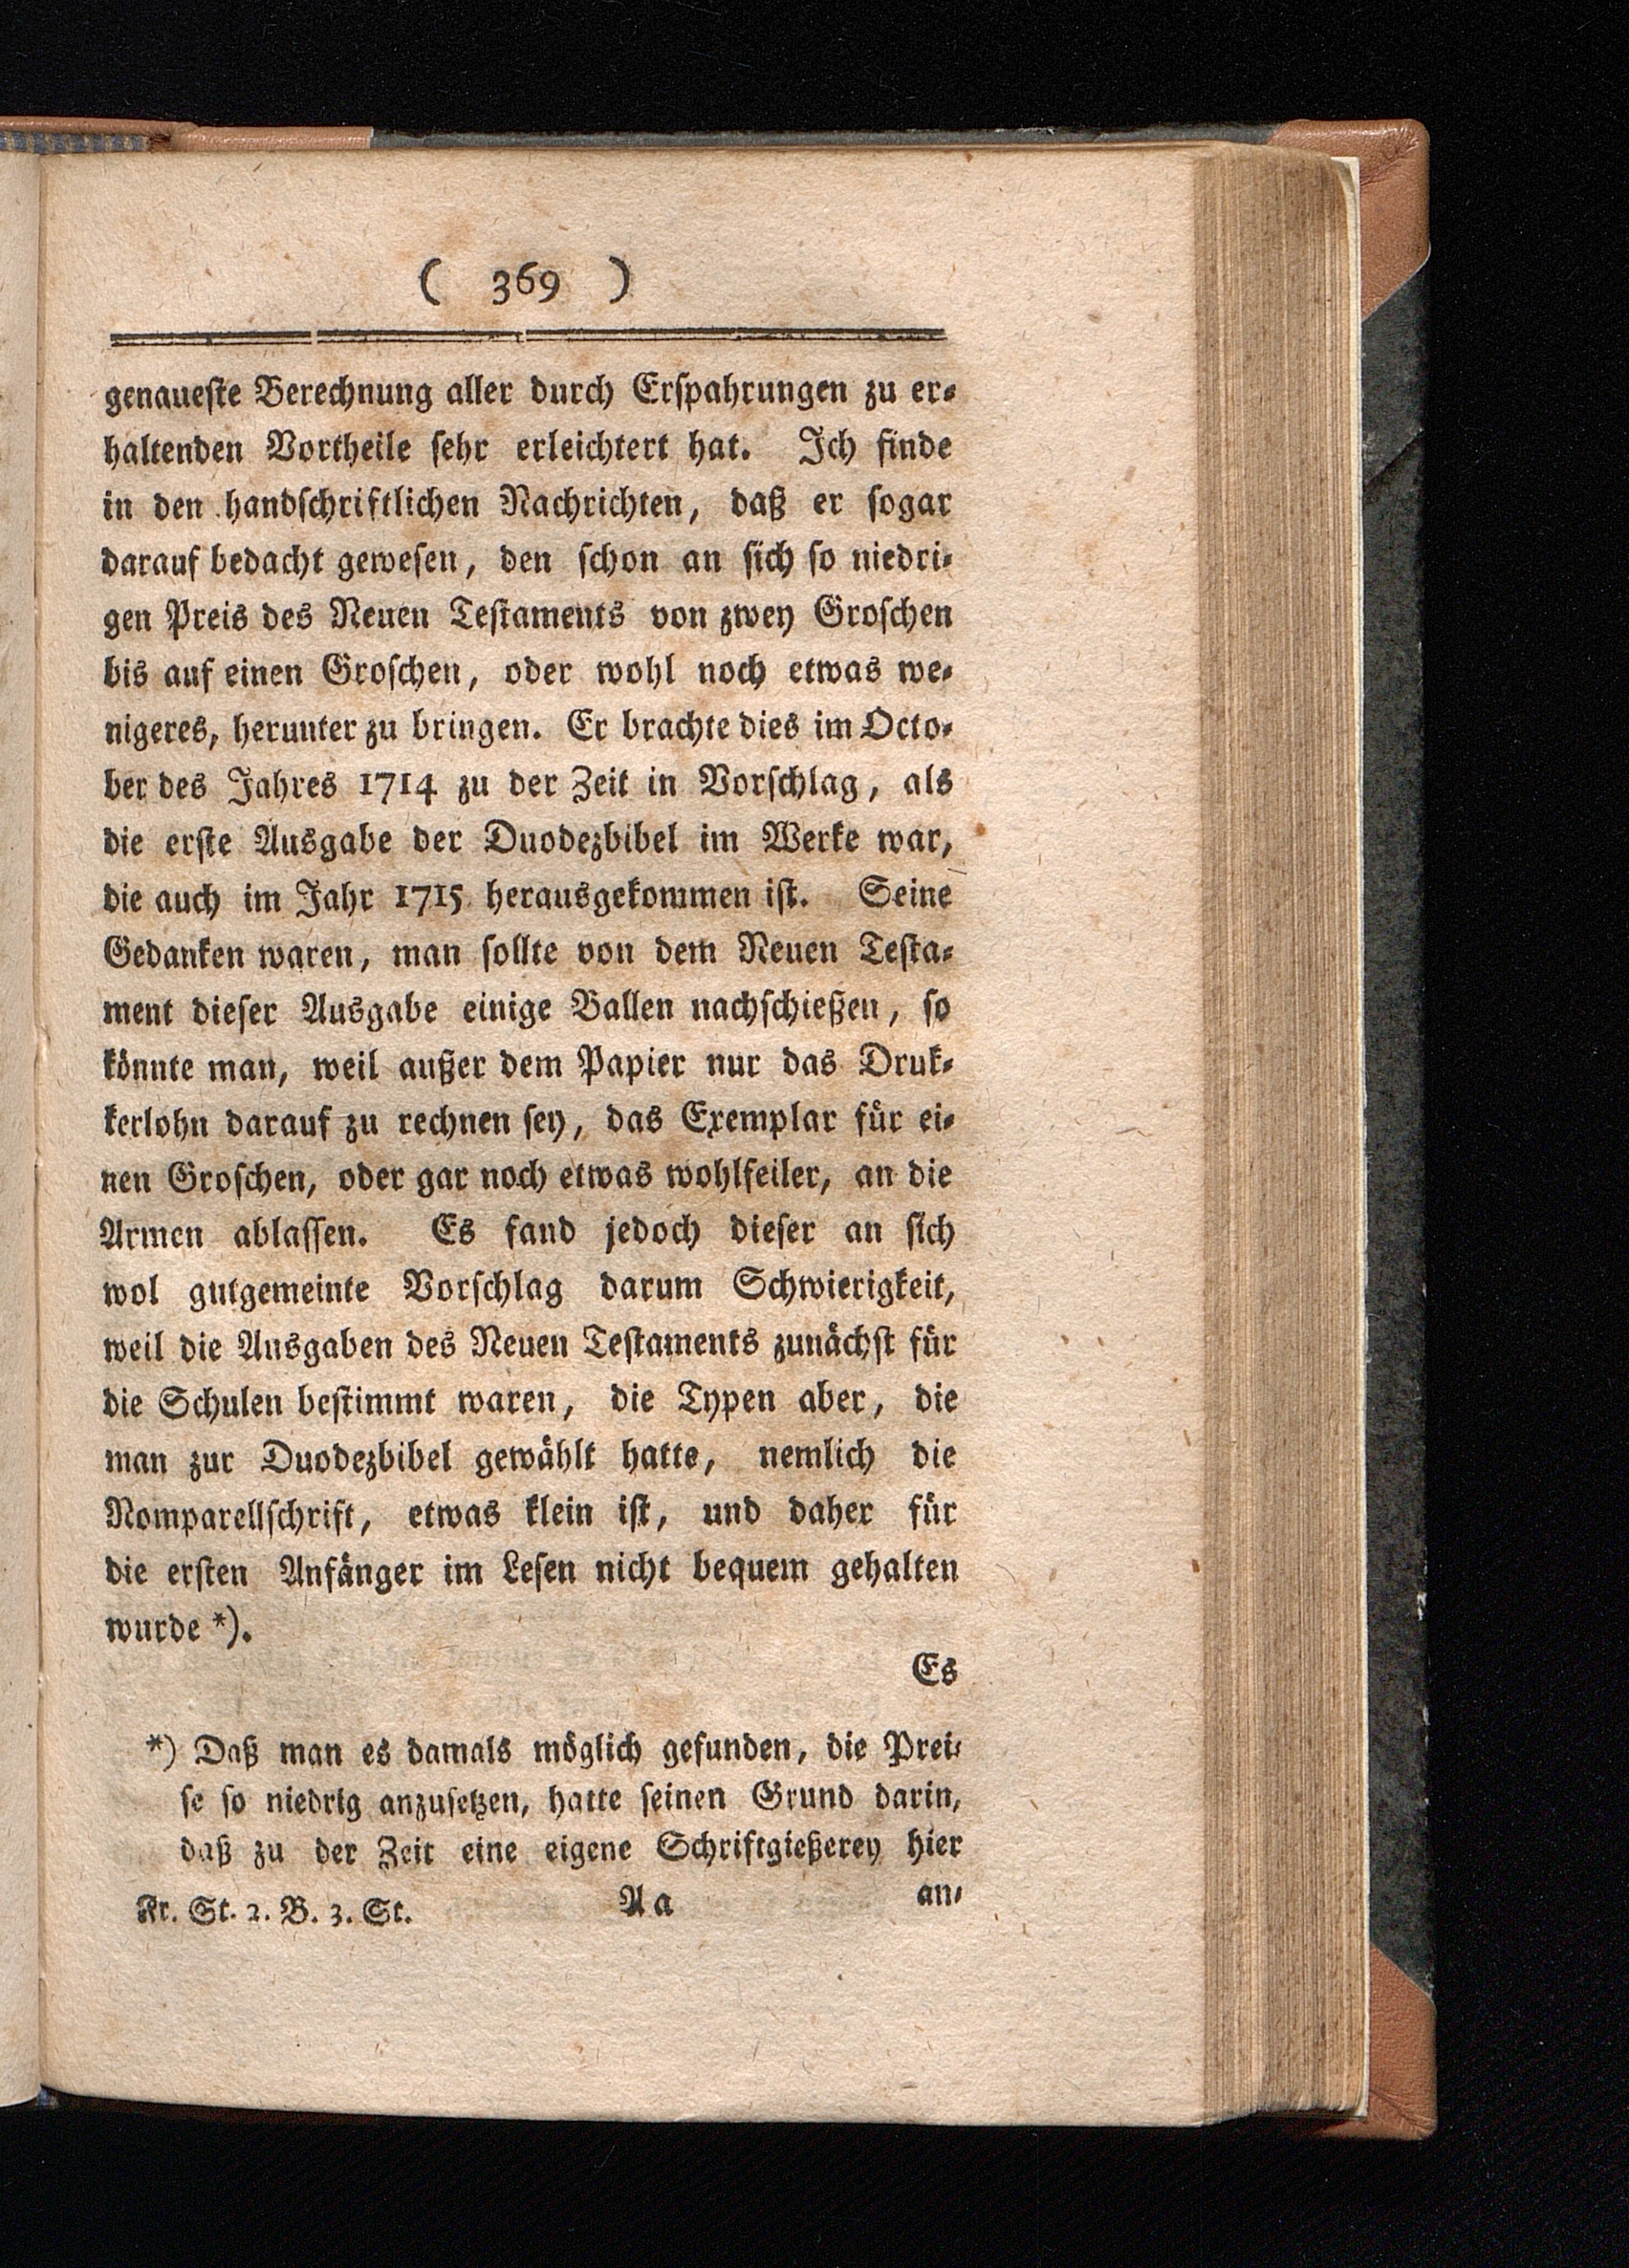 ( 369 )
genaueste Berechnung aller durch Erspahrungen zu er-
haltenden Vortheile sehr erleichtert hat. Ich finde
in den handschriftlichen Nachrichten, daß er sogar
darauf bedacht gewesen, den schon an sich so niedri-
gen Preis des Neuen Testaments von zwey Groschen
bis auf einen Groschen, oder wohl noch etwas we-
nigeres, herunter zu bringen. Er brachte dies im Octo-
ber des Jahres 1714 zu der Zeit in Vorschlag, als
die erste Ausgabe der Duodezbibel im Werke war,
die auch im Jahr 1715 herausgekommen ist. Seine
Gedanken waren, man sollte von dem Neuen Testa-
ment dieser Ausgabe einige Ballen nachschießen, so
könnte man, weil außer dem Papier nur das Druk-
kerlohn darauf zu rechnen sey, das Exemplar für ei-
nen Groschen, oder gar noch etwas wohlfeiler, an die
Armen ablassen. Es fand jedoch dieser an sich
wol gutgemeinte Vorschlag darum Schwierigkeit,
weil die Ausgaben des Neuen Testaments zunächst für
die Schulen bestimmt waren, die Typen aber, die
man zur Duodezbibel gewählt hatte, nemlich die
Nomparellschrift, etwas klein ist, und daher für
die ersten Anfänger im Lesen nicht bequem gehalten
wurde *).
Es
*) Daß man es damals möglich gefunden, die Prei-
se so niedrig anzusetzen, hatte seinen Grund darin,
daß zu der Zeit eine eigene Schriftgießerey hier
Fr. St. 2. B. 3. St. Aa an-